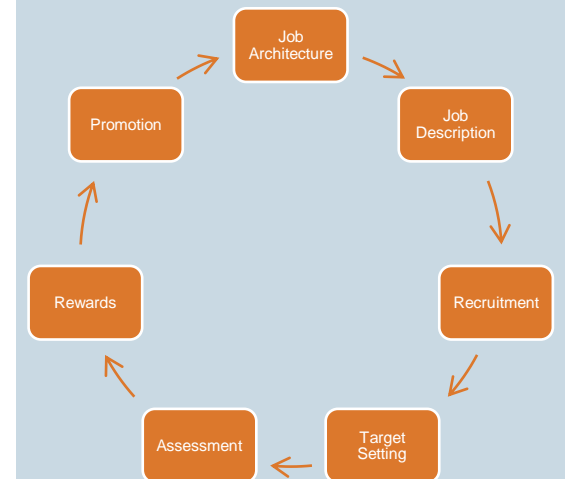 Job
Architecture
Job
Description
Recruitment
Target
Setting
Assessment
Rewards
Promotion